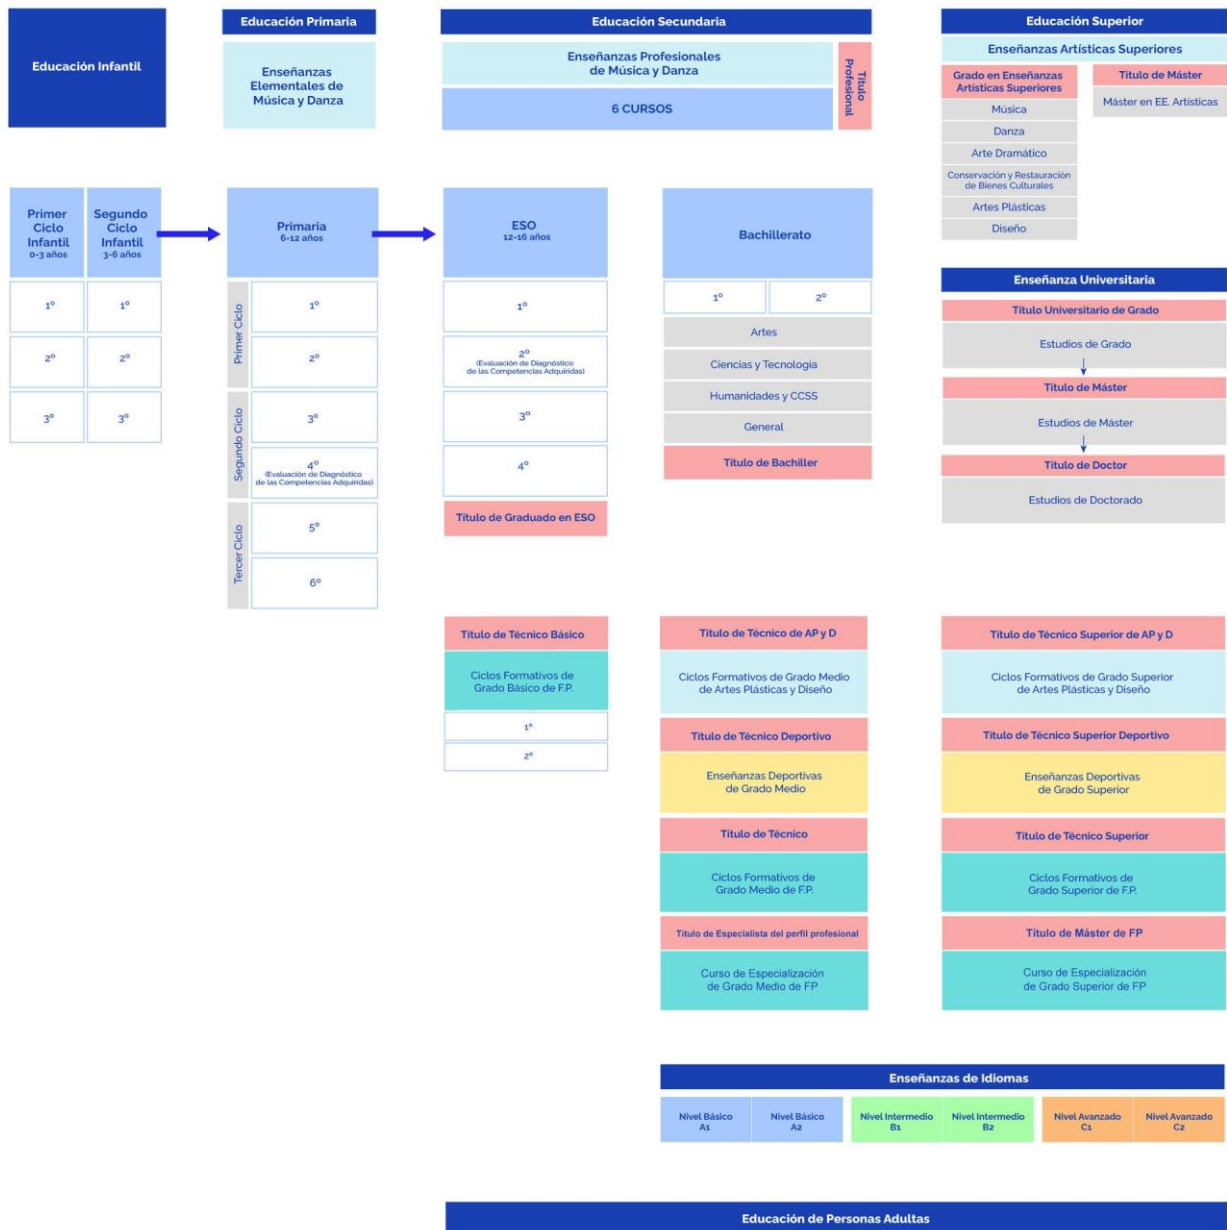 Educación Infantil
Educación Primaria
Enseñanzas
Elementales de
Música y Danza
Educación Secundaria
Enseñanzas Profesionales
de Música y Danza
6 CURSOS
Título
Profesional
Educación Superior
Enseñanzas Artísticas Superiores
Grado en Enseñanzas
Artísticas Superiores
Música
Danza
Arte Dramático
Conservación y Restauración
de Bienes Culturales
Artes Plásticas
Diseño
Título de Máster
Máster en EE. Artísticas
Primer
Ciclo
Infantil
0-3 años
1º
2º
3º
Segundo
Ciclo
Infantil
3-6 años
1º
2º
3º
Primaria
6-12 años
Primer Ciclo
1º
2º
Segundo Ciclo
3º
4º
(Evaluación de Diagnóstico
de las Competencias Adquiridas)
Tercer Ciclo
5º
6º
ESO
12-16 años
1º
2º
(Evaluación de Diagnóstico
de las Competencias Adquiridas)
3º
4º
Título de Graduado en ESO
Bachillerato
1º
2º
Artes
Ciencias y Tecnología
Humanidades y CCSS
General
Título de Bachiller
Enseñanza Universitaria
Título Universitario de Grado
Estudios de Grado
Título de Máster
Estudios de Máster
Título de Doctor
Estudios de Doctorado
Título de Técnico Básico
Ciclos Formativos de
Grado Básico de F.P.
1º
2º
Título de Técnico de AP y D
Ciclos Formativos de Grado Medio
de Artes Plásticas y Diseño
Título de Técnico Deportivo
Enseñanzas Deportivas
de Grado Medio
Título de Técnico
Ciclos Formativos de
Grado Medio de F.P.
Título de Especialista del perfil profesional
Curso de Especialización
de Grado Medio de FP
Título de Técnico Superior de AP y D
Ciclos Formativos de Grado Superior
de Artes Plásticas y Diseño
Título de Técnico Superior Deportivo
Enseñanzas Deportivas
de Grado Superior
Título de Técnico Superior
Ciclos Formativos de
Grado Superior de F.P.
Título de Máster de FP
Curso de Especialización
de Grado Superior de FP
Enseñanzas de Idiomas
Nivel Básico
A1
Nivel Básico
A2
Nivel Intermedio
B1
Nivel Intermedio
B2
Nivel Avanzado
C1
Nivel Avanzado
C2
Educación de Personas Adultas